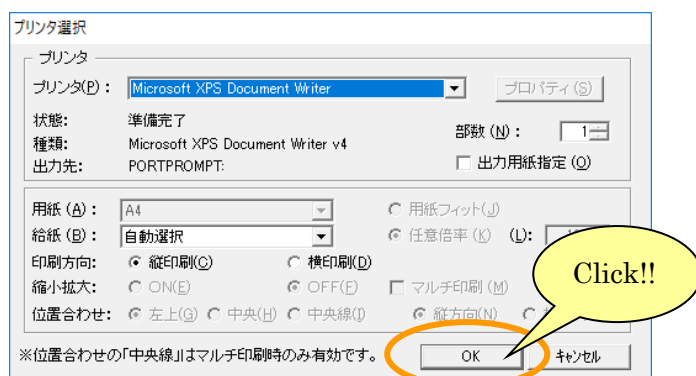 プリンタ選択
プリンタ
プリンタ(P)： Microsoft XPS Document Writer プロパティ(S)
状態： 準備完了 部数(N)： 1
種類： Microsoft XPS Document Writer v4
出力先： PORTPROMPT: 出力用紙指定(O)
用紙(A)： A4 用紙フィット(J)
給紙(B)： 自動選択 任意倍率(K) (L):
印刷方向： 縦印刷(C) 横印刷(D)
縮小拡大： ON(E) OFF(F) マルチ印刷(M)
位置合わせ： 左上(G) 中央(H) 中央線(I) 縦方向(N)
Click!!
※位置合わせの「中央線」はマルチ印刷時のみ有効です。 OK キャンセル